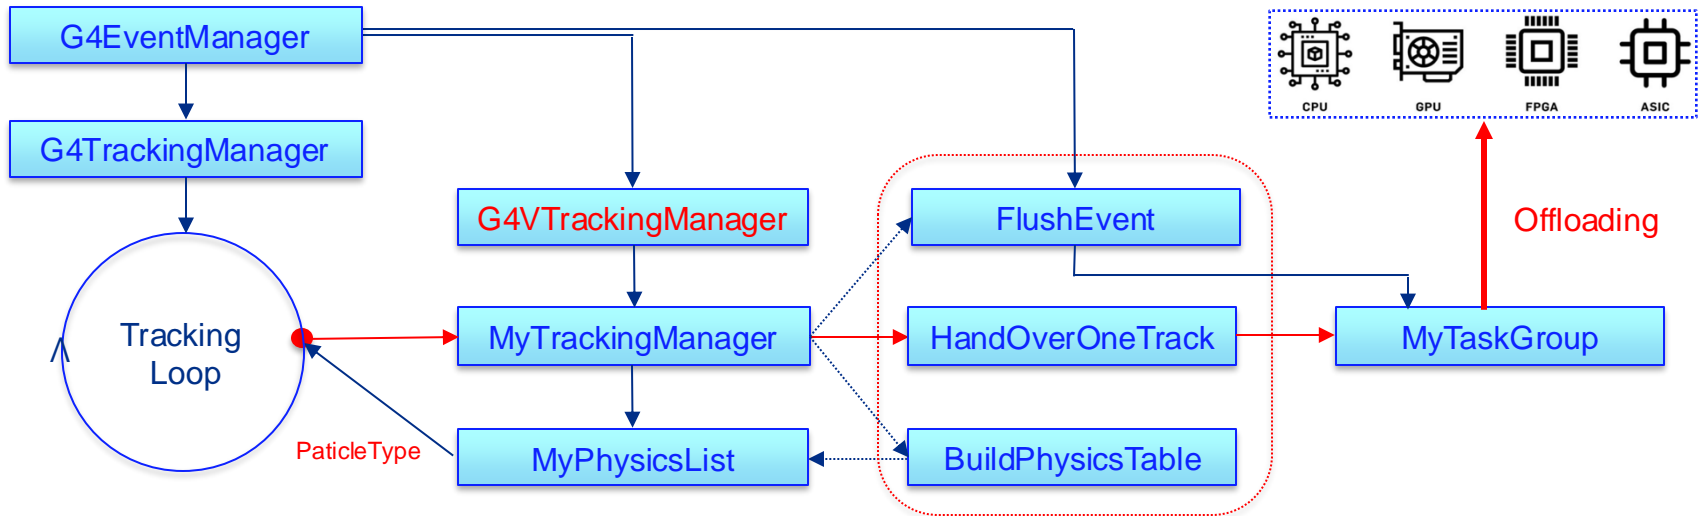 G4EventManager
CPU
GPU
FPGA
ASIC
G4TrackingManager
G4VTrackingManager
FlushEvent
Offloading
Tracking
Loop
MyTrackingManager
HandOverOneTrack
MyTaskGroup
PaticleType
MyPhysicsList
BuildPhysicsTable